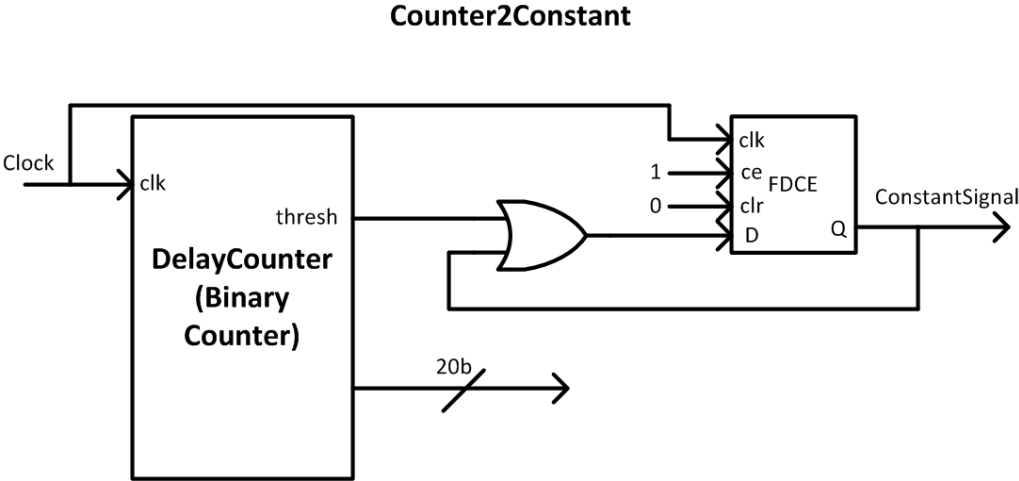 Counter2Constant
Clock
clk
thresh
DelayCounter
(Binary
Counter)
20b
clk
1
ce
FDCE
0
clr
D
Q
ConstantSignal